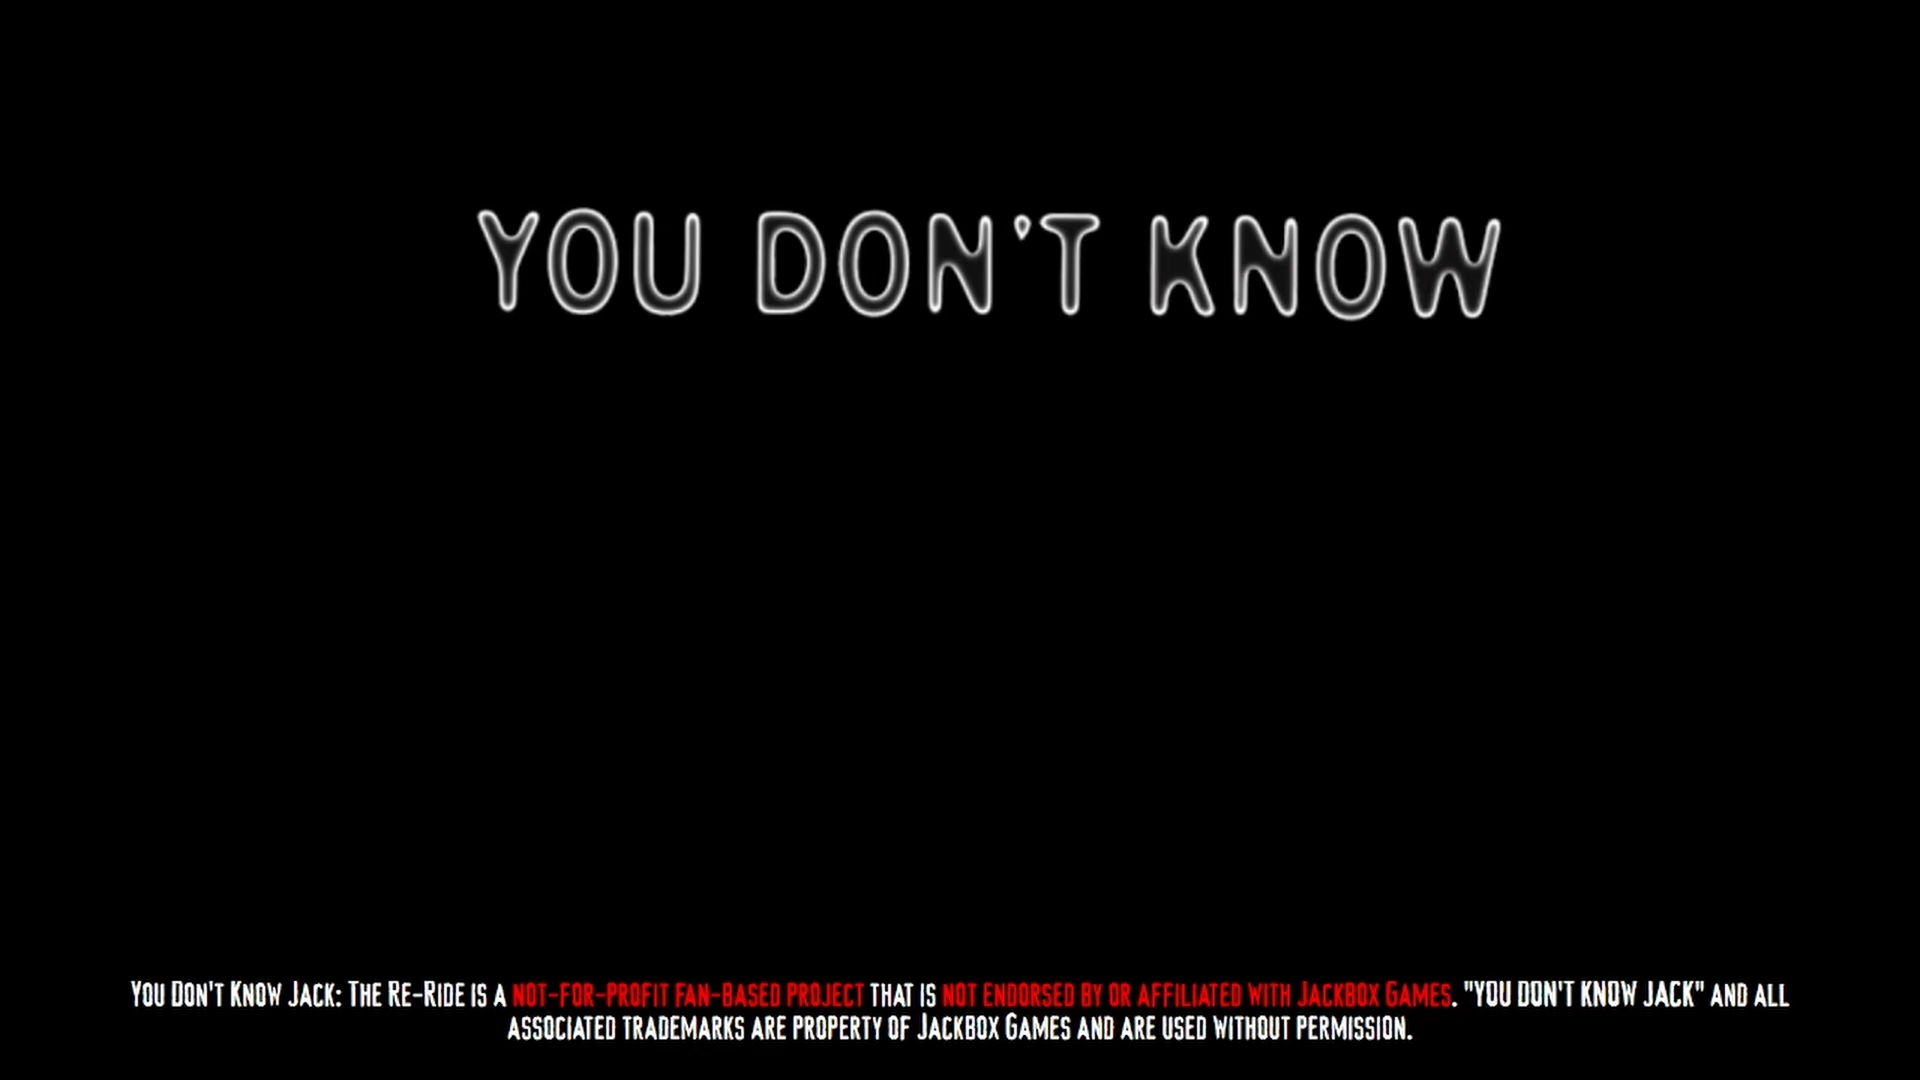 YOU DON'T KNOW
You Don't Know Jack: The Re-Ride is a not-for-profit fan-based project that is not endorsed by or affiliated with Jackbox Games. "YOU DON'T KNOW JACK" and all
associated trademarks are property of Jackbox Games and are used without permission.